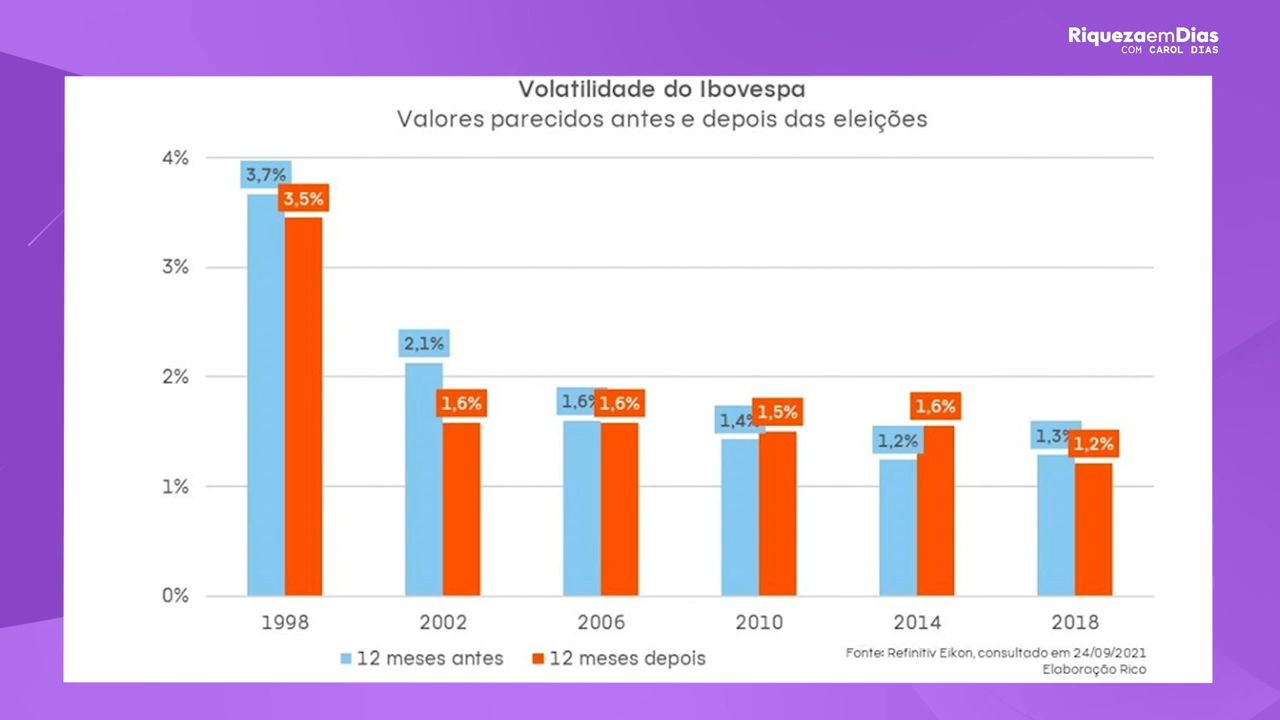 RiquezaemDias
COM CAROL DIAS
Volatilidade do Ibovespa
Valores parecidos antes e depois das eleições
4%
3%
2%
1%
0%
3,7%
3,5%
2,1%
1,6%
1,6%
1,6%
1,4%
1,5%
1,2%
1,6%
1,3%
1,2%
1998
2002
2006
2010
2014
2018
12 meses antes
12 meses depois
Fonte: Refinitiv Eikon, consultado em 24/09/2021
Elaboração Rico